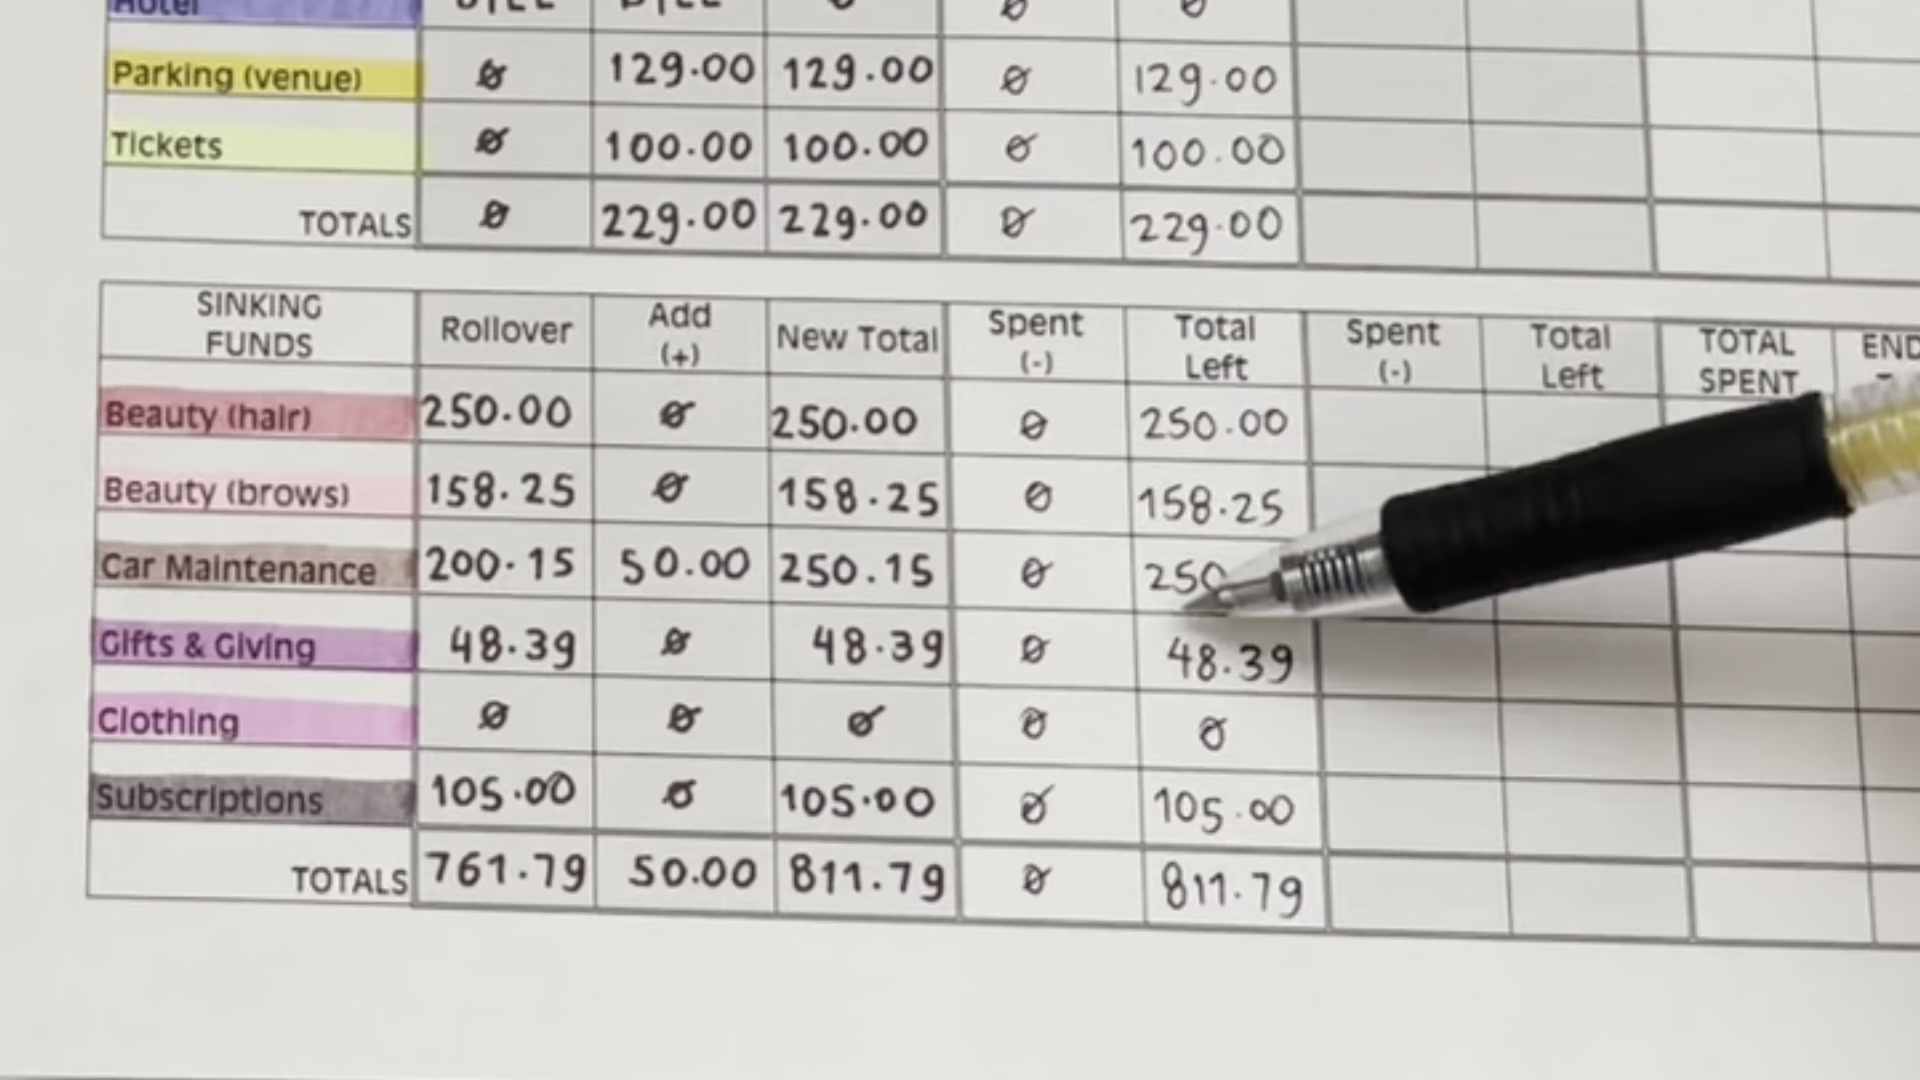 Hotel
Parking (venue) Ø 129.00 129.00 Ø 129.00
Tickets Ø 100.00 100.00 Ø 100.00
TOTALS Ø 229.00 229.00 Ø 229.00
SINKING FUNDS Rollover Add (+) New Total Spent (-) Total Left Spent (-) Total Left TOTAL SPENT END
Beauty (hair) 250.00 Ø 250.00 Ø 250.00
Beauty (brows) 158.25 Ø 158.25 Ø 158.25
Car Maintenance 200.15 50.00 250.15 Ø 250
Gifts & Giving 48.39 Ø 48.39 Ø 48.39
Clothing Ø Ø Ø Ø Ø
Subscriptions 105.00 Ø 105.00 Ø 105.00
TOTALS 761.79 50.00 811.79 Ø 811.79